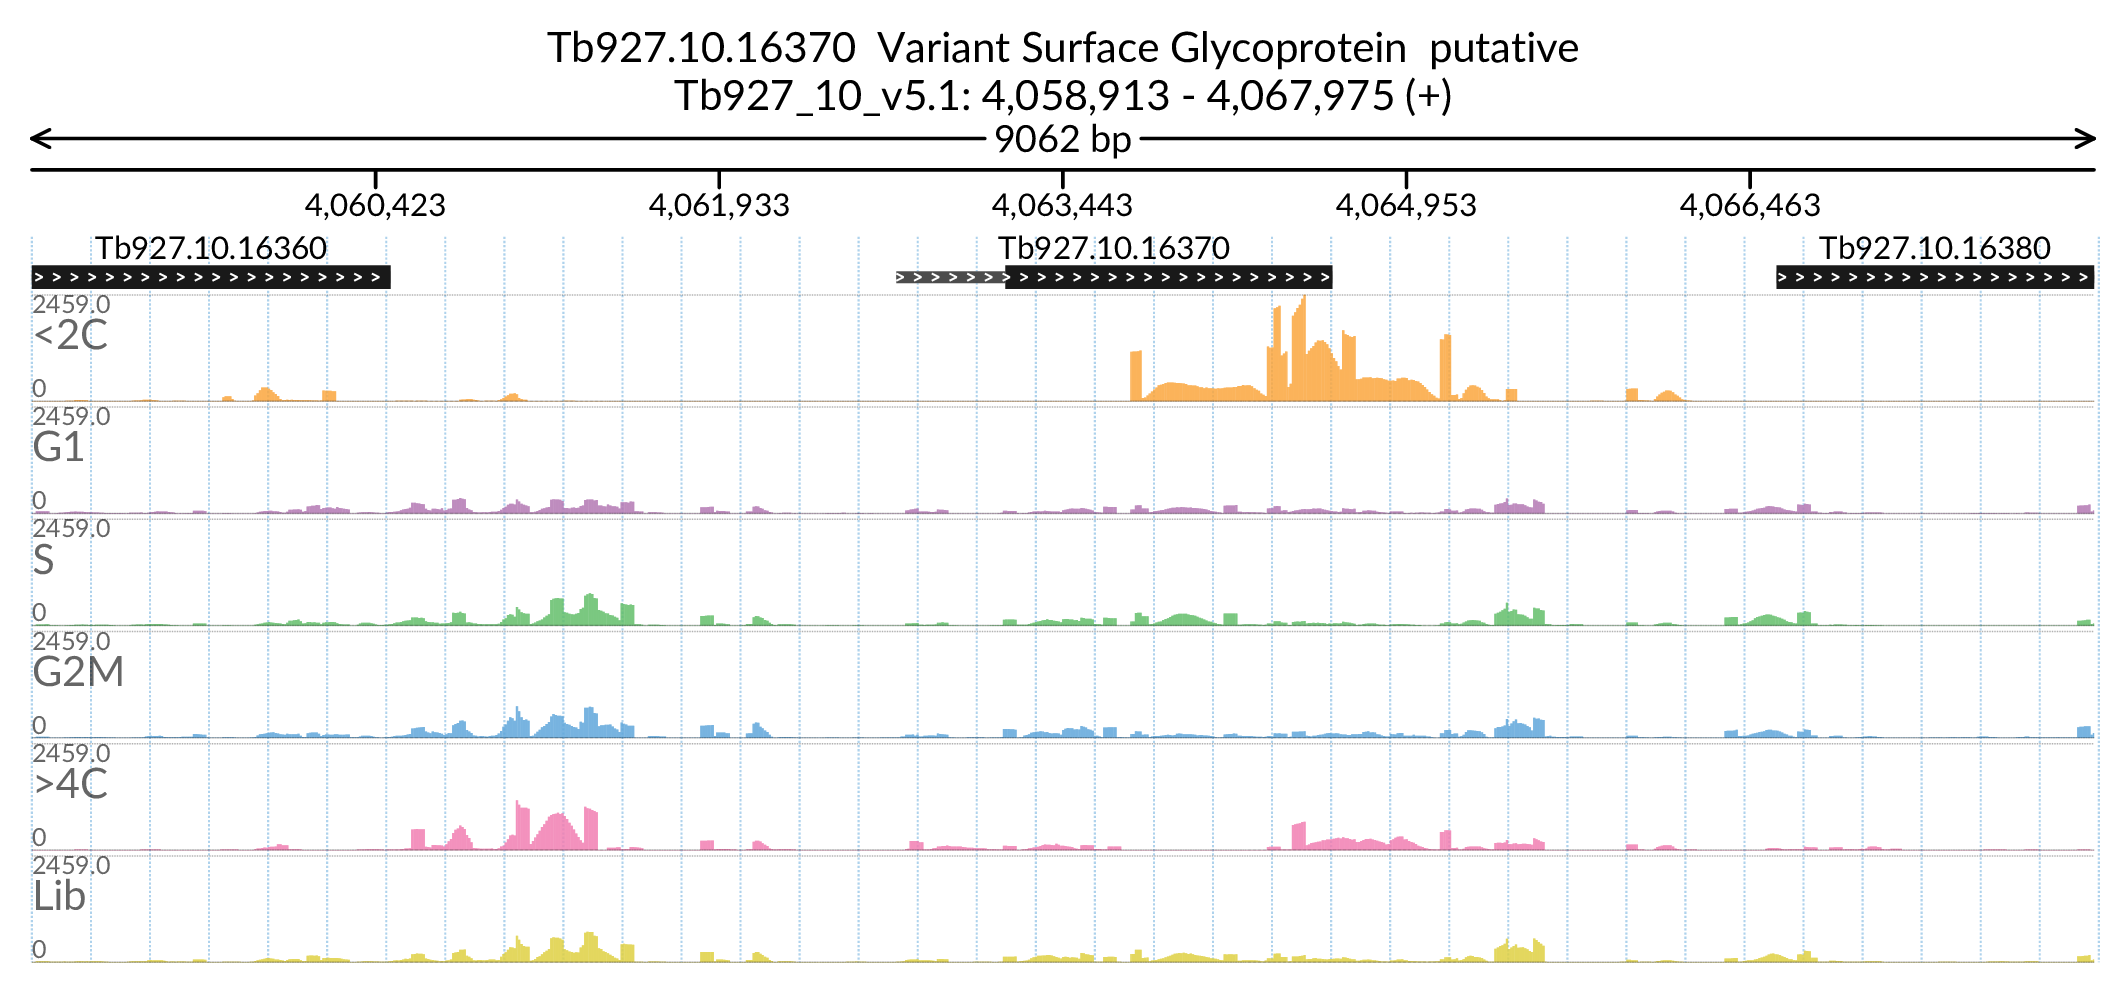 Tb927.10.16370  Variant Surface Glycoprotein  putative
Tb927_10_v5.1: 4,058,913 - 4,067,975 (+)
9062 bp
4,060,423 4,061,933 4,063,443 4,064,953 4,066,463
Tb927.10.16360 Tb927.10.16370 Tb927.10.16380
2459.0
<2C
0
2459.0
G1
0
2459.0
S
0
2459.0
G2M
0
2459.0
>4C
0
2459.0
Lib
0